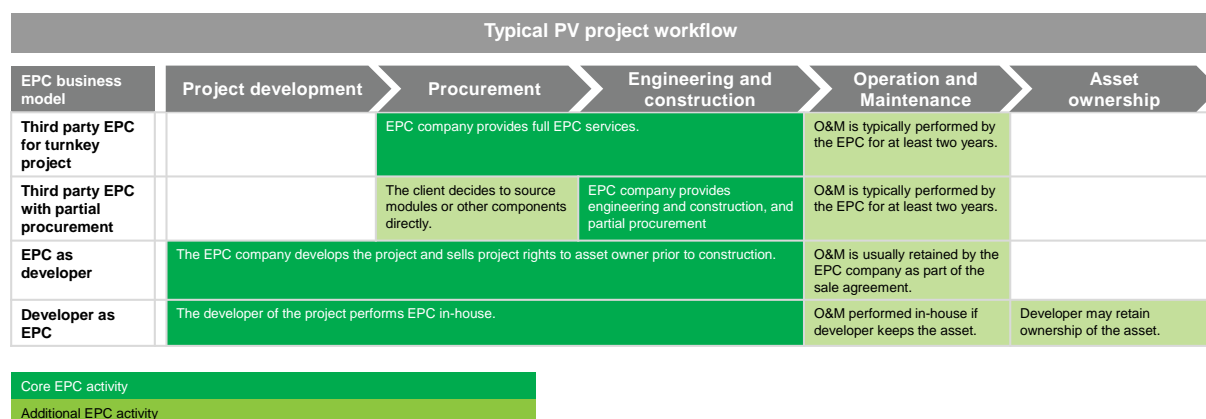 Typical PV project workflow
EPC business
model
Project development
Procurement
Engineering and
construction
Operation and
Maintenance
Asset
ownership
Third party EPC
for turnkey
project
EPC company provides full EPC services.
O&M is typically performed by
the EPC for at least two years.
Third party EPC
with partial
procurement
The client decides to source
modules or other components
directly.
EPC company provides
engineering and construction, and
partial procurement
O&M is typically performed by
the EPC for at least two years.
EPC as
developer
The EPC company develops the project and sells project rights to asset owner prior to construction.
O&M is usually retained by the
EPC company as part of the
sale agreement.
Developer as
EPC
The developer of the project performs EPC in-house.
O&M performed in-house if
developer keeps the asset.
Developer may retain
ownership of the asset.
Core EPC activity
Additional EPC activity